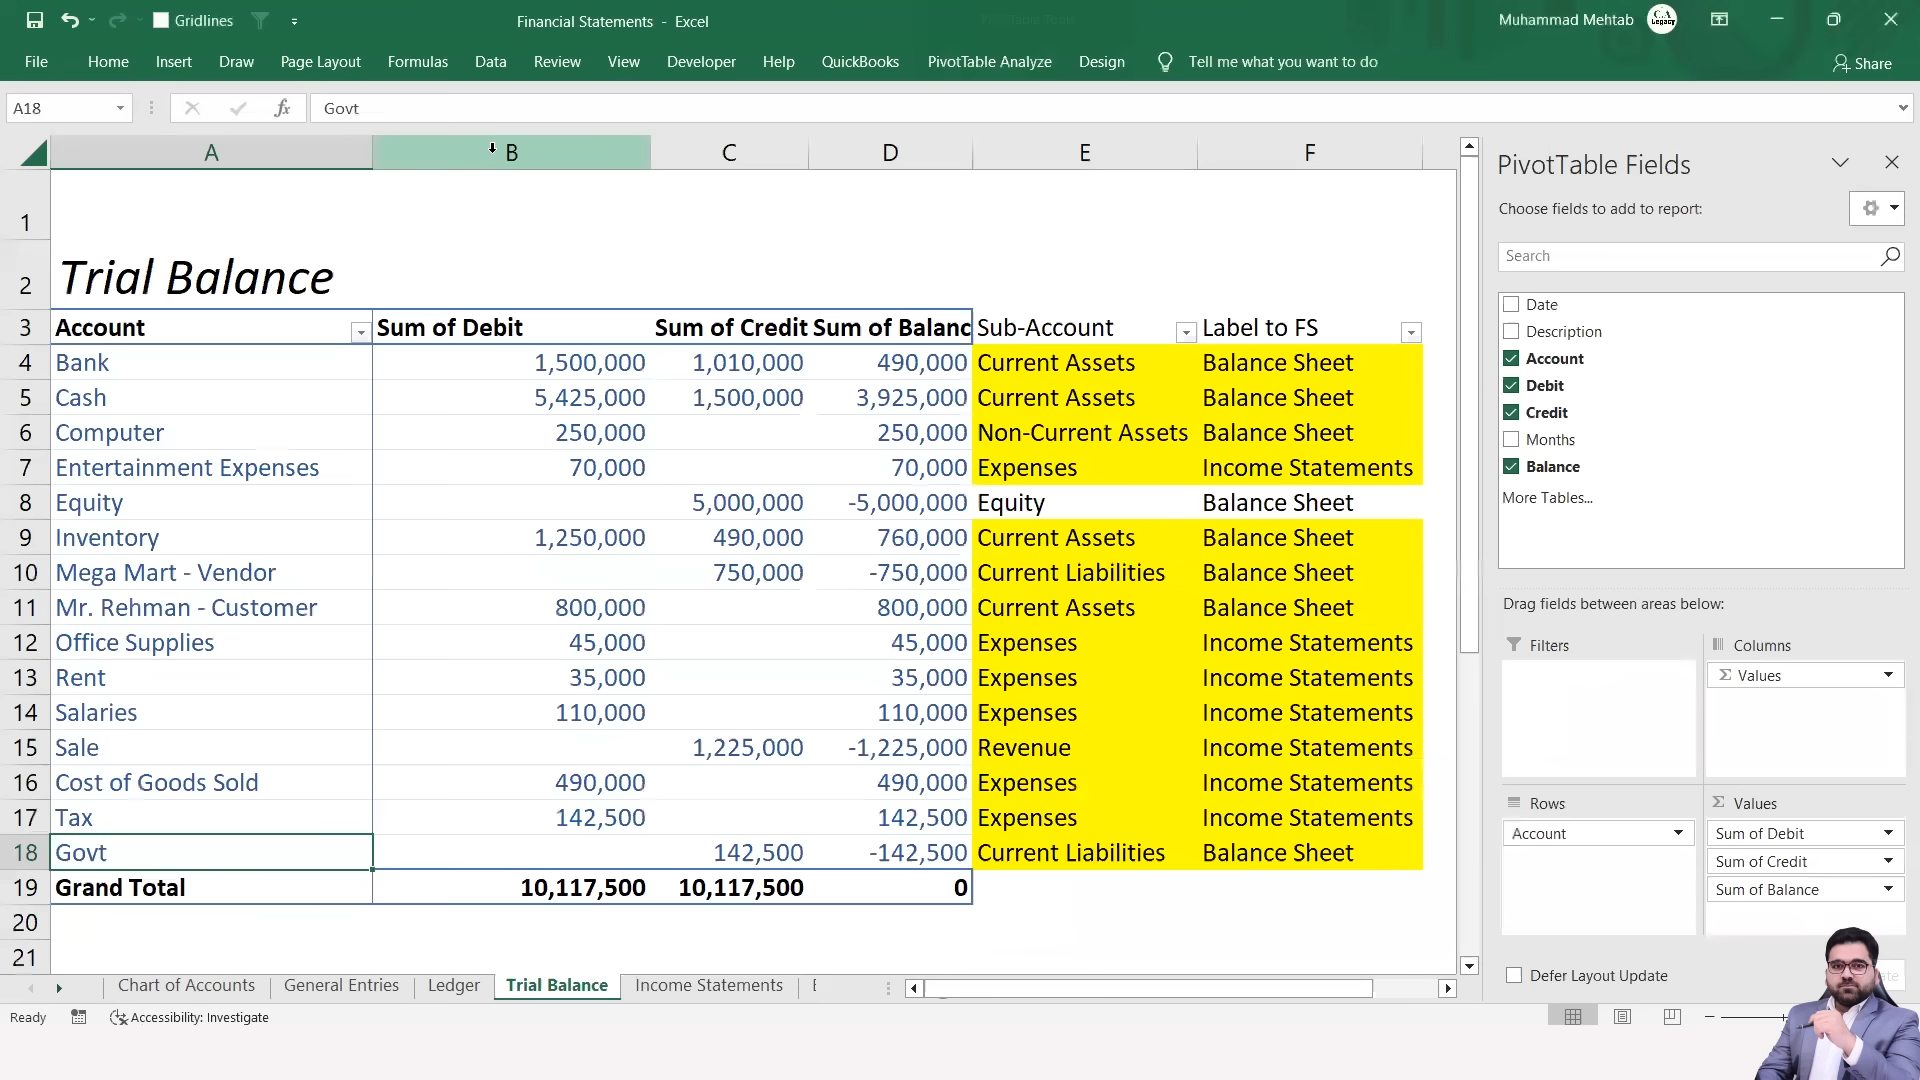 Gridlines
Financial Statements - Excel
Muhammad Mehtab
CA Legacy
File Home Insert Draw Page Layout Formulas Data Review View Developer Help QuickBooks PivotTable Analyze Design Tell me what you want to do Share
A18 fx Govt
A B C D E F
1
2 Trial Balance
3 Account Sum of Debit Sum of Credit Sum of Balanc Sub-Account Label to FS
4 Bank 1,500,000 1,010,000 490,000 Current Assets Balance Sheet
5 Cash 5,425,000 1,500,000 3,925,000 Current Assets Balance Sheet
6 Computer 250,000 250,000 Non-Current Assets Balance Sheet
7 Entertainment Expenses 70,000 70,000 Expenses Income Statements
8 Equity 5,000,000 -5,000,000 Equity Balance Sheet
9 Inventory 1,250,000 490,000 760,000 Current Assets Balance Sheet
10 Mega Mart - Vendor 750,000 -750,000 Current Liabilities Balance Sheet
11 Mr. Rehman - Customer 800,000 800,000 Current Assets Balance Sheet
12 Office Supplies 45,000 45,000 Expenses Income Statements
13 Rent 35,000 35,000 Expenses Income Statements
14 Salaries 110,000 110,000 Expenses Income Statements
15 Sale 1,225,000 -1,225,000 Revenue Income Statements
16 Cost of Goods Sold 490,000 490,000 Expenses Income Statements
17 Tax 142,500 142,500 Expenses Income Statements
18 Govt 142,500 -142,500 Current Liabilities Balance Sheet
19 Grand Total 10,117,500 10,117,500 0
20
21
PivotTable Fields
Choose fields to add to report:
Search
Date
Description
Account
Debit
Credit
Months
Balance
More Tables...
Drag fields between areas below:
Filters
Columns
Σ Values
Rows
Account
Σ Values
Sum of Debit
Sum of Credit
Sum of Balance
Defer Layout Update
Chart of Accounts General Entries Ledger Trial Balance Income Statements
Ready Accessibility: Investigate